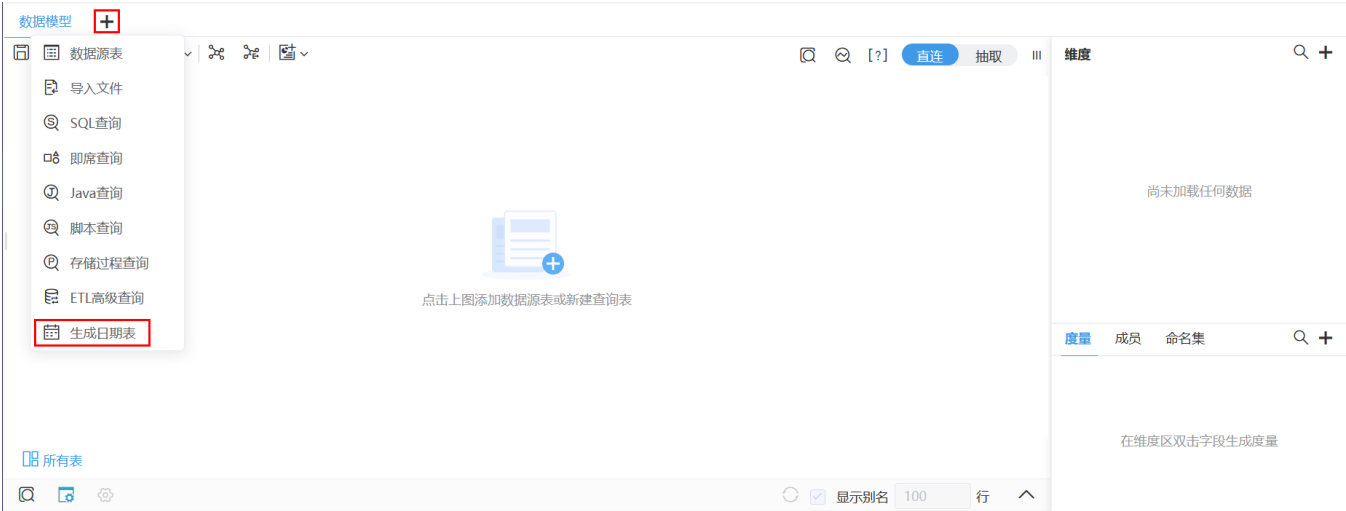 数据模型
数据源表
导入文件
SQL查询
即席查询
Java查询
脚本查询
存储过程查询
ETL高级查询
生成日期表
[?]
直连
抽取
维度
尚未加载任何数据
点击上图添加数据源表或新建查询表
度量 成员 命名集
在维度区双击字段生成度量
所有表
显示别名 100 行